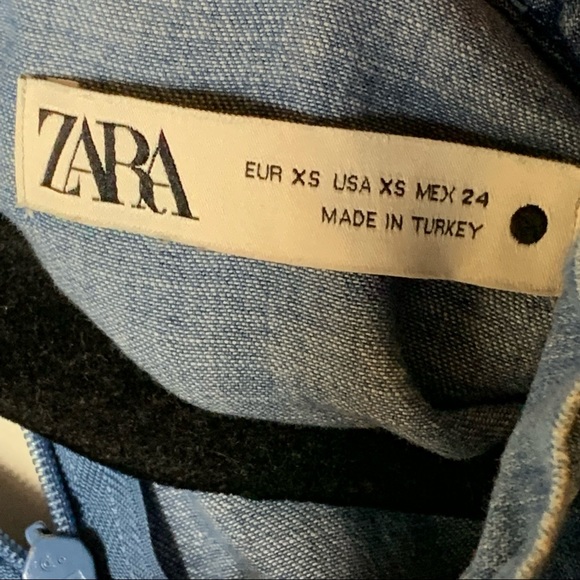 ZARA
EUR XS USA XS MEX 24
MADE IN TURKEY